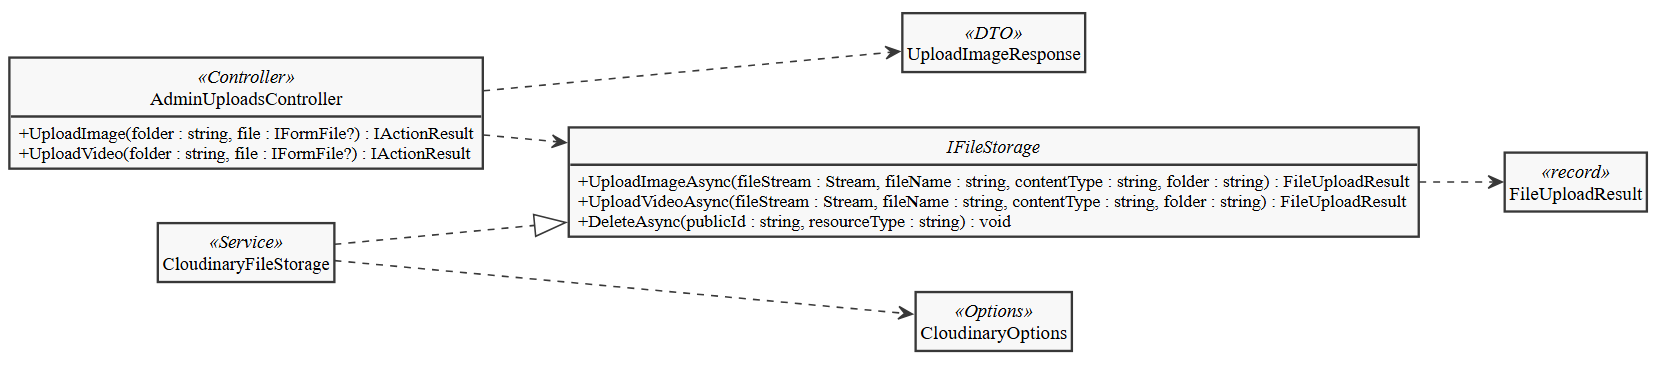 «Controller»
AdminUploadsController
+UploadImage(folder : string, file : IFormFile?) : IActionResult
+UploadVideo(folder : string, file : IFormFile?) : IActionResult
«DTO»
UploadImageResponse
IFileStorage
+UploadImageAsync(fileStream : Stream, fileName : string, contentType : string, folder : string) : FileUploadResult
+UploadVideoAsync(fileStream : Stream, fileName : string, contentType : string, folder : string) : FileUploadResult
+DeleteAsync(publicId : string, resourceType : string) : void
«record»
FileUploadResult
«Service»
CloudinaryFileStorage
«Options»
CloudinaryOptions